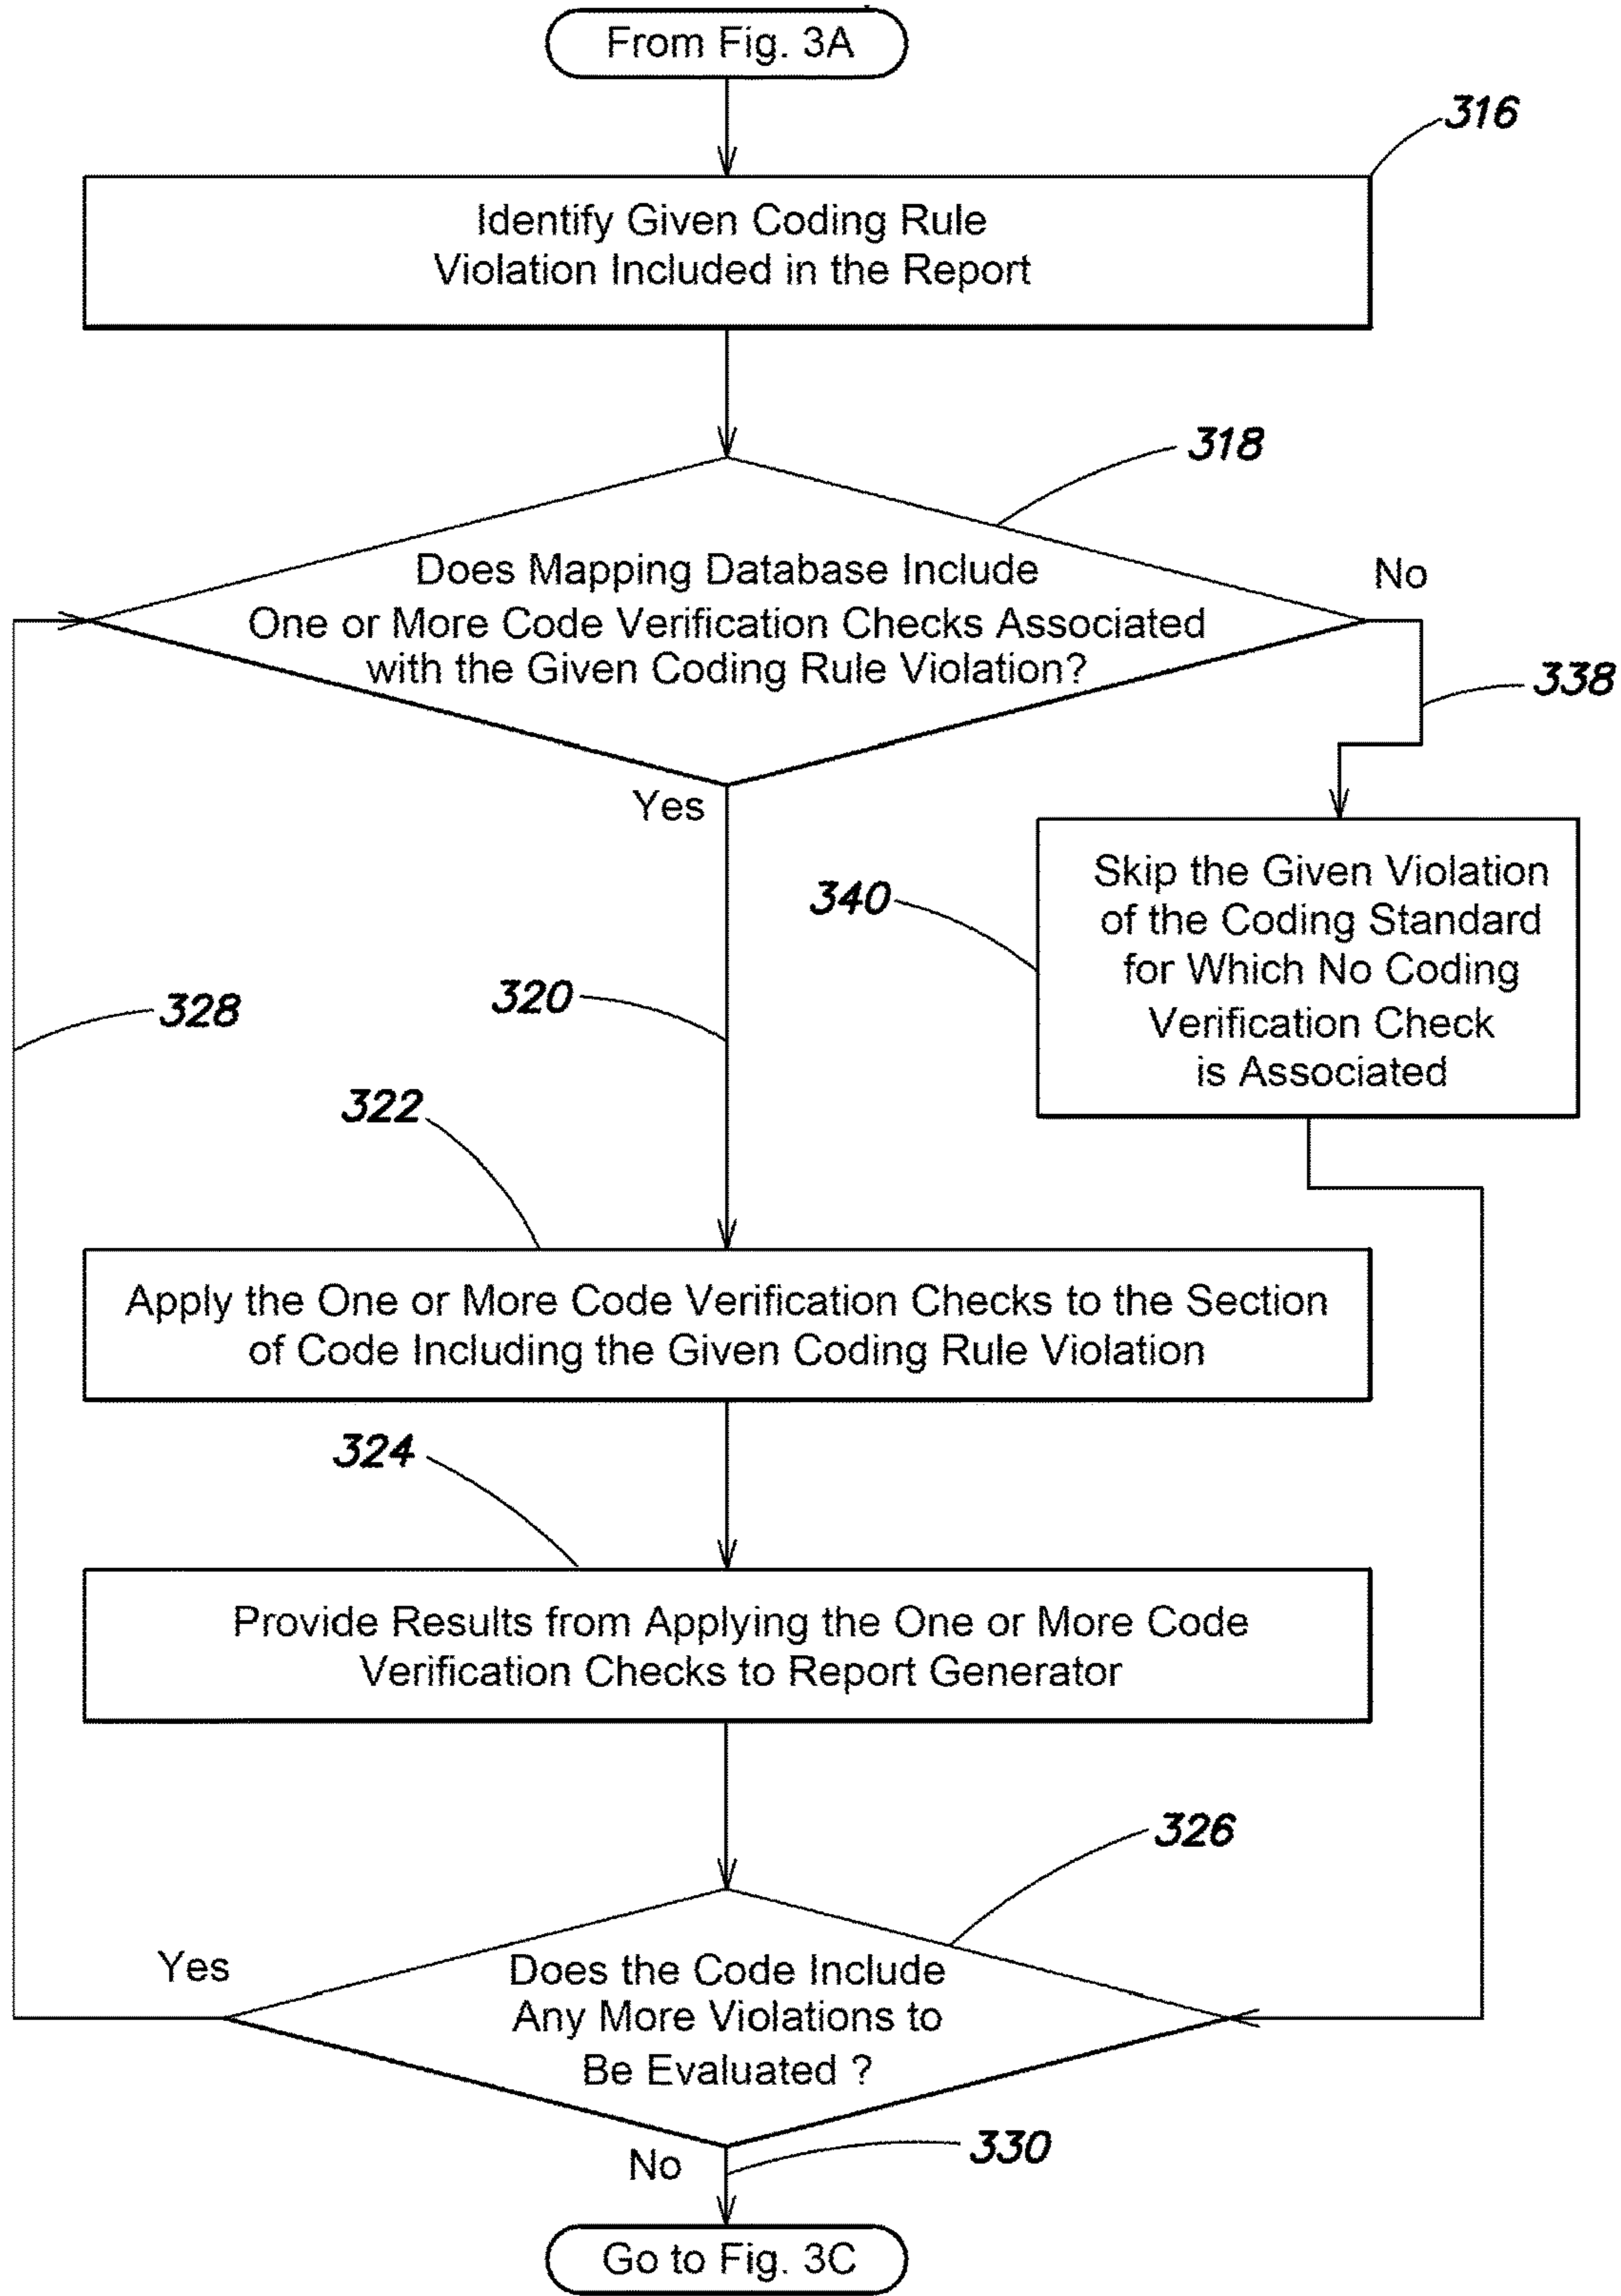 From Fig. 3A
316
Identify Given Coding Rule
Violation Included in the Report
318
Does Mapping Database Include
One or More Code Verification Checks Associated
with the Given Coding Rule Violation?
No
338
Yes
340
Skip the Given Violation
of the Coding Standard
for Which No Coding
Verification Check
is Associated
320
328
322
Apply the One or More Code Verification Checks to the Section
of Code Including the Given Coding Rule Violation
324
Provide Results from Applying the One or More Code
Verification Checks to Report Generator
326
Yes
Does the Code Include
Any More Violations to
Be Evaluated ?
No
330
Go to Fig. 3C